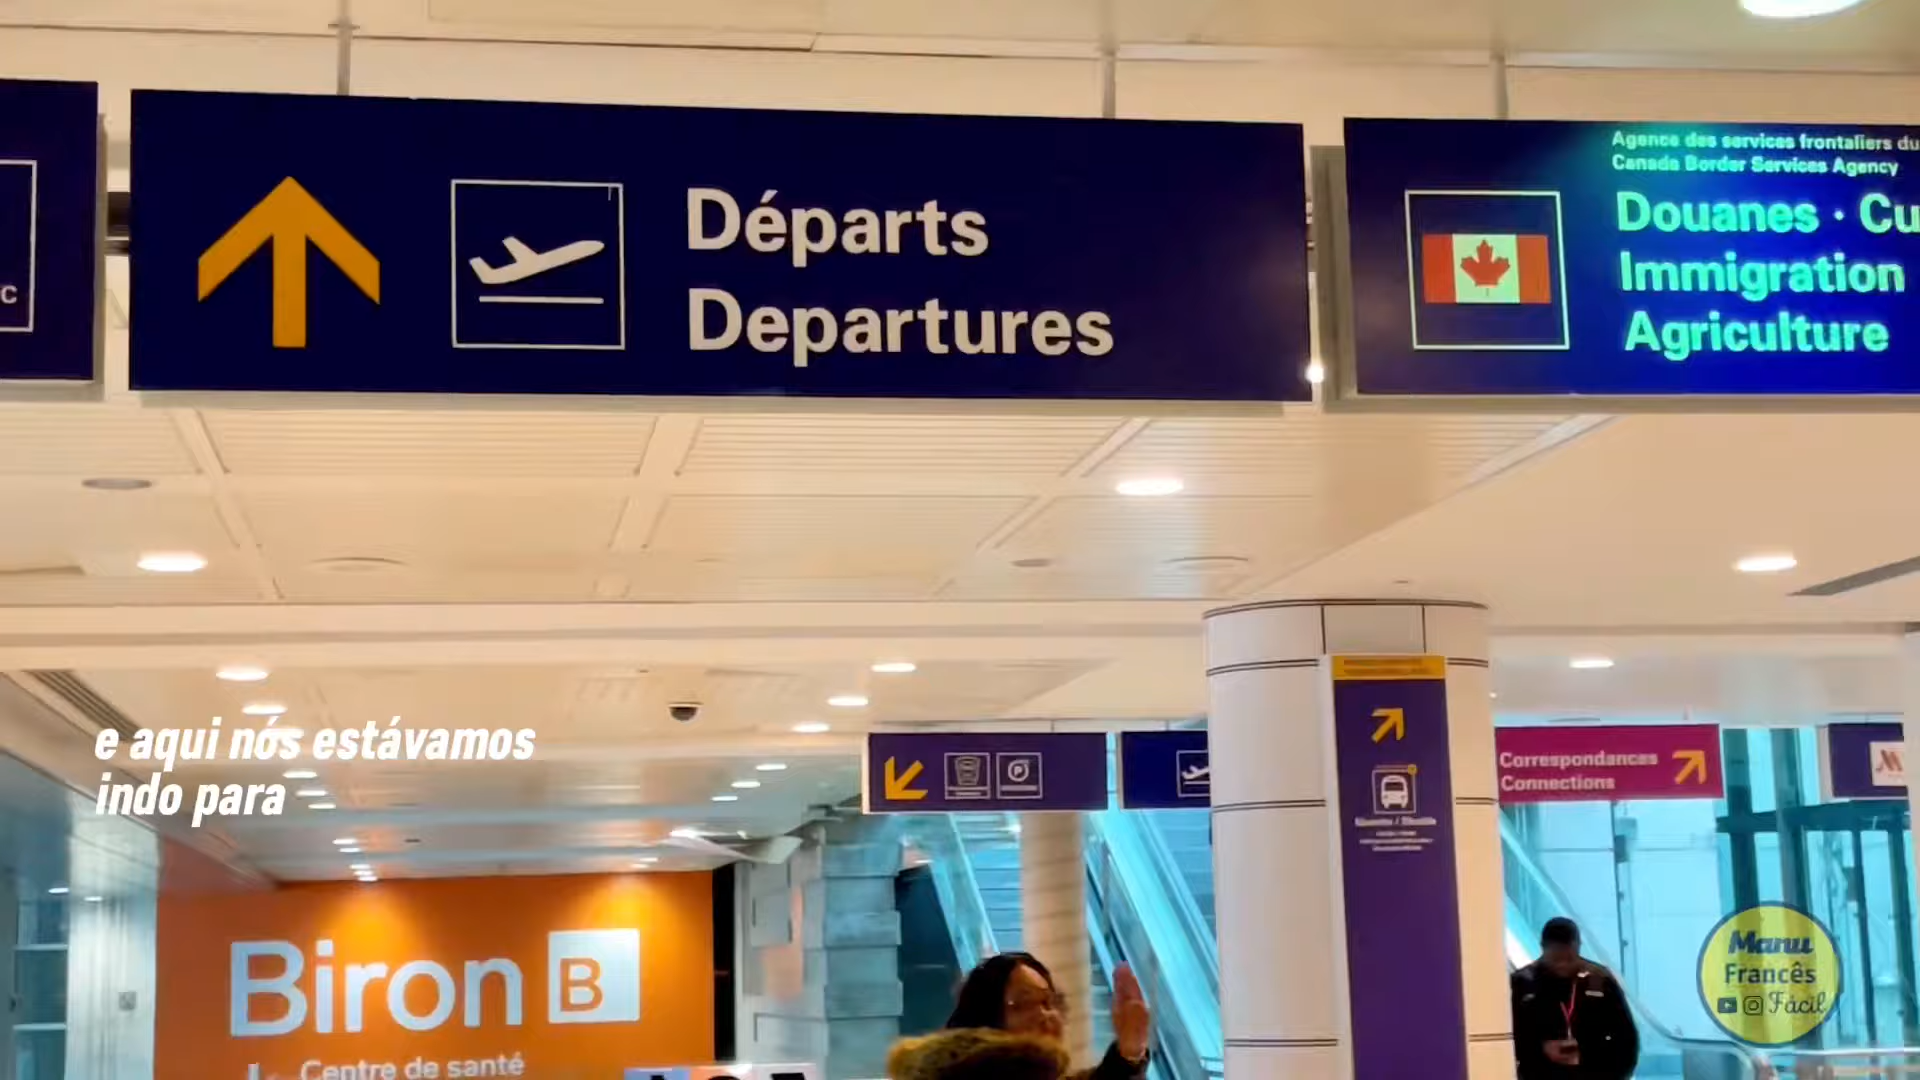 C
Départs
Departures
Agence des services frontaliers du
Canada Border Services Agency
Douanes · Cu
Immigration
Agriculture
e aqui nós estávamos
indo para
Correspondances
Connections
Biron B
Centre de santé
Manu
Francês
Fácil